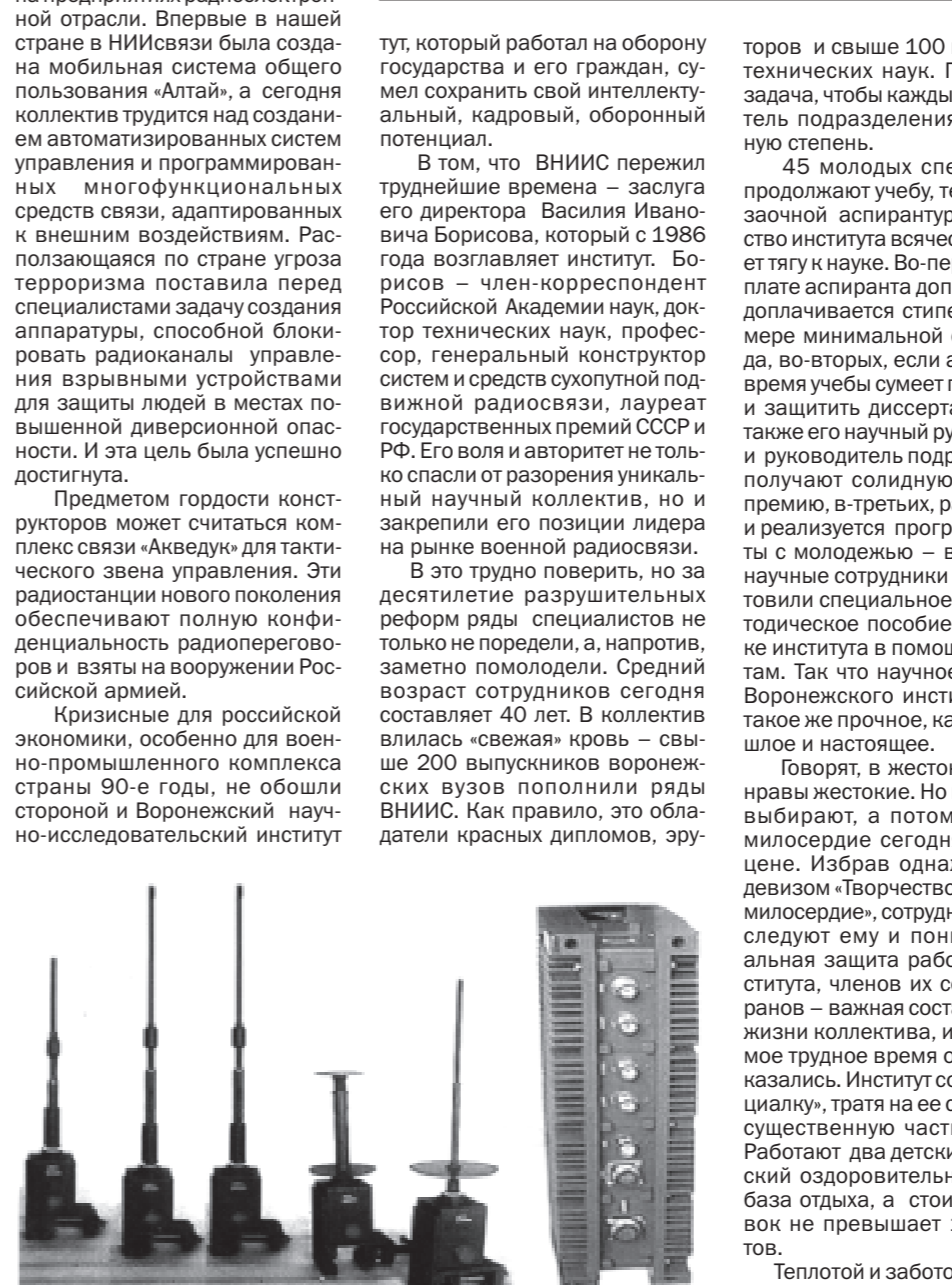 ной отрасли. Впервые в нашей
стране в НИИсвязи была созда-
на мобильная система общего
пользования «Алтай», а сегодня
коллектив трудится над создани-
ем автоматизированных систем
управления и программирован-
ных многофункциональных
средств связи, адаптированных
к внешним воздействиям. Рас-
ползающаяся по стране угроза
терроризма поставила перед
специалистами задачу создания
аппаратуры, способной блоки-
ровать радиоканалы управле-
ния взрывными устройствами
для защиты людей в местах по-
вышенной диверсионной опас-
ности. И эта цель была успешно
достигнута.
Предметом гордости конст-
рукторов может считаться ком-
плекс связи «Акведук» для такти-
ческого звена управления. Эти
радиостанции нового поколения
обеспечивают полную конфи-
денциальность радиоперегово-
ров и взяты на вооружении Рос-
сийской армией.
Кризисные для российской
экономики, особенно для воен-
но-промышленного комплекса
страны 90-е годы, не обошли
стороной и Воронежский науч-
но-исследовательский институт
тут, который работал на оборону
государства и его граждан, су-
мел сохранить свой интеллекту-
альный, кадровый, оборонный
потенциал.
В том, что ВНИИС пережил
труднейшие времена – заслуга
его директора Василия Ивано-
вича Борисова, который с 1986
года возглавляет институт. Бо-
рисов – член-корреспондент
Российской Академии наук, док-
тор технических наук, профес-
сор, генеральный конструктор
систем и средств сухопутной под-
вижной радиосвязи, лауреат
государственных премий СССР и
РФ. Его воля и авторитет не толь-
ко спасли от разорения уникаль-
ный научный коллектив, но и
закрепили его позиции лидера
на рынке военной радиосвязи.
В это трудно поверить, но за
десятилетие разрушительных
реформ ряды специалистов не
только не поредели, а, напротив,
заметно помолодели. Средний
возраст сотрудников сегодня
составляет 40 лет. В коллектив
влилась «свежая» кровь – свы-
ше 200 выпускников воронеж-
ских вузов пополнили ряды
ВНИИС. Как правило, это обла-
датели красных дипломов, эру-
торов и свыше 100
технических наук.
задача, чтобы кажды
тель подразделения
ную степень.
45 молодых спе
продолжают учебу, те
заочной аспирантур
ство института всячес
ет тягу к науке. Во-пе
плате аспиранта доп
доплачивается стипе
мере минимальной
да, во-вторых, если а
время учебы сумеет п
и защитить диссерта
также его научный ру
и руководитель подр
получают солидную
премию, в-третьих, р
и реализуется прогр
ты с молодежью – в
научные сотрудники
товили специальное
тодическое пособие
ке института в помощ
там. Так что научное
Воронежского инсти
такое же прочное, ка
шлое и настоящее.
Говорят, в жесток
нравы жестокие. Но
выбирают, а потом
милосердие сегодн
цене. Избрав однаж
девизом «Творчество
милосердие», сотрудн
следуют ему и пони
альная защита рабо
ститута, членов их се
ранов – важная соста
жизни коллектива, и
мое трудное время о
казались. Институт со
циалку», тратя на ее с
существенную част
Работают два детски
ский оздоровительн
база отдыха, а стои
вок не превышает
тов.
Теплотой и забото